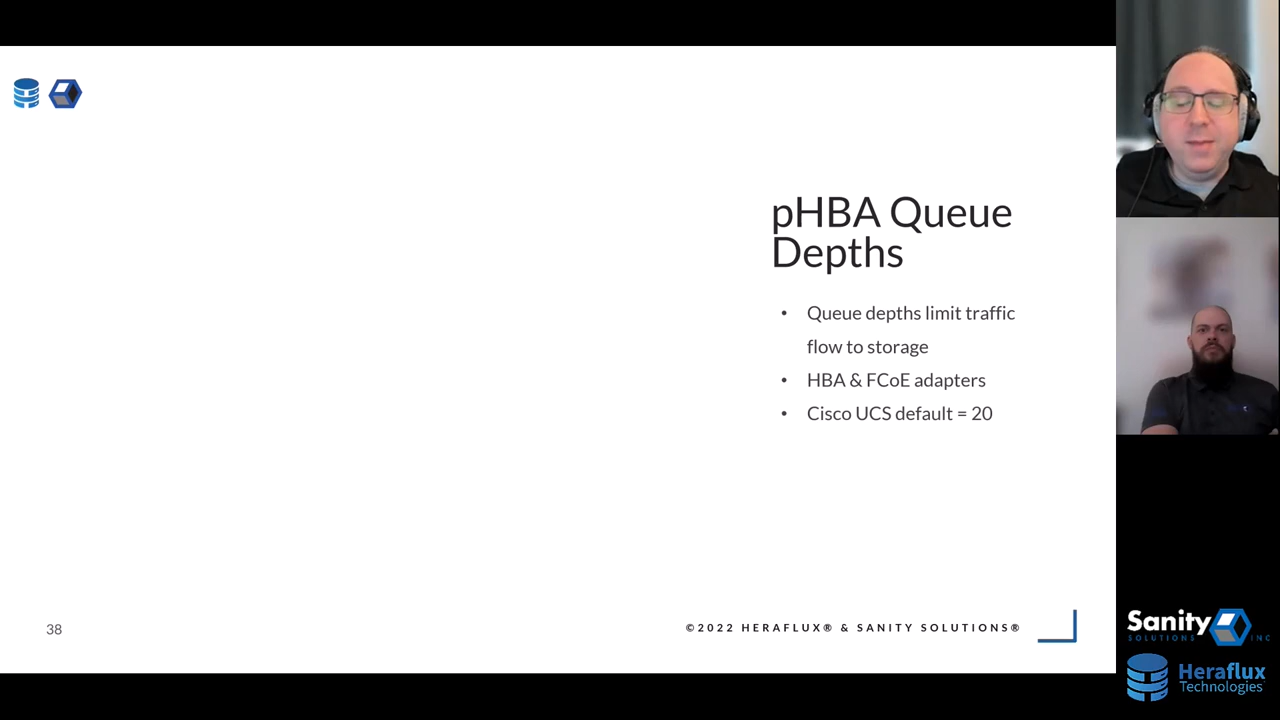 pHBA Queue
Depths
• Queue depths limit traffic
flow to storage
• HBA & FCoE adapters
• Cisco UCS default = 20
38
©2022 HERAFLUX® & SANITY SOLUTIONS®
Sanity
SOLUTIONS INC
Heraflux
Technologies